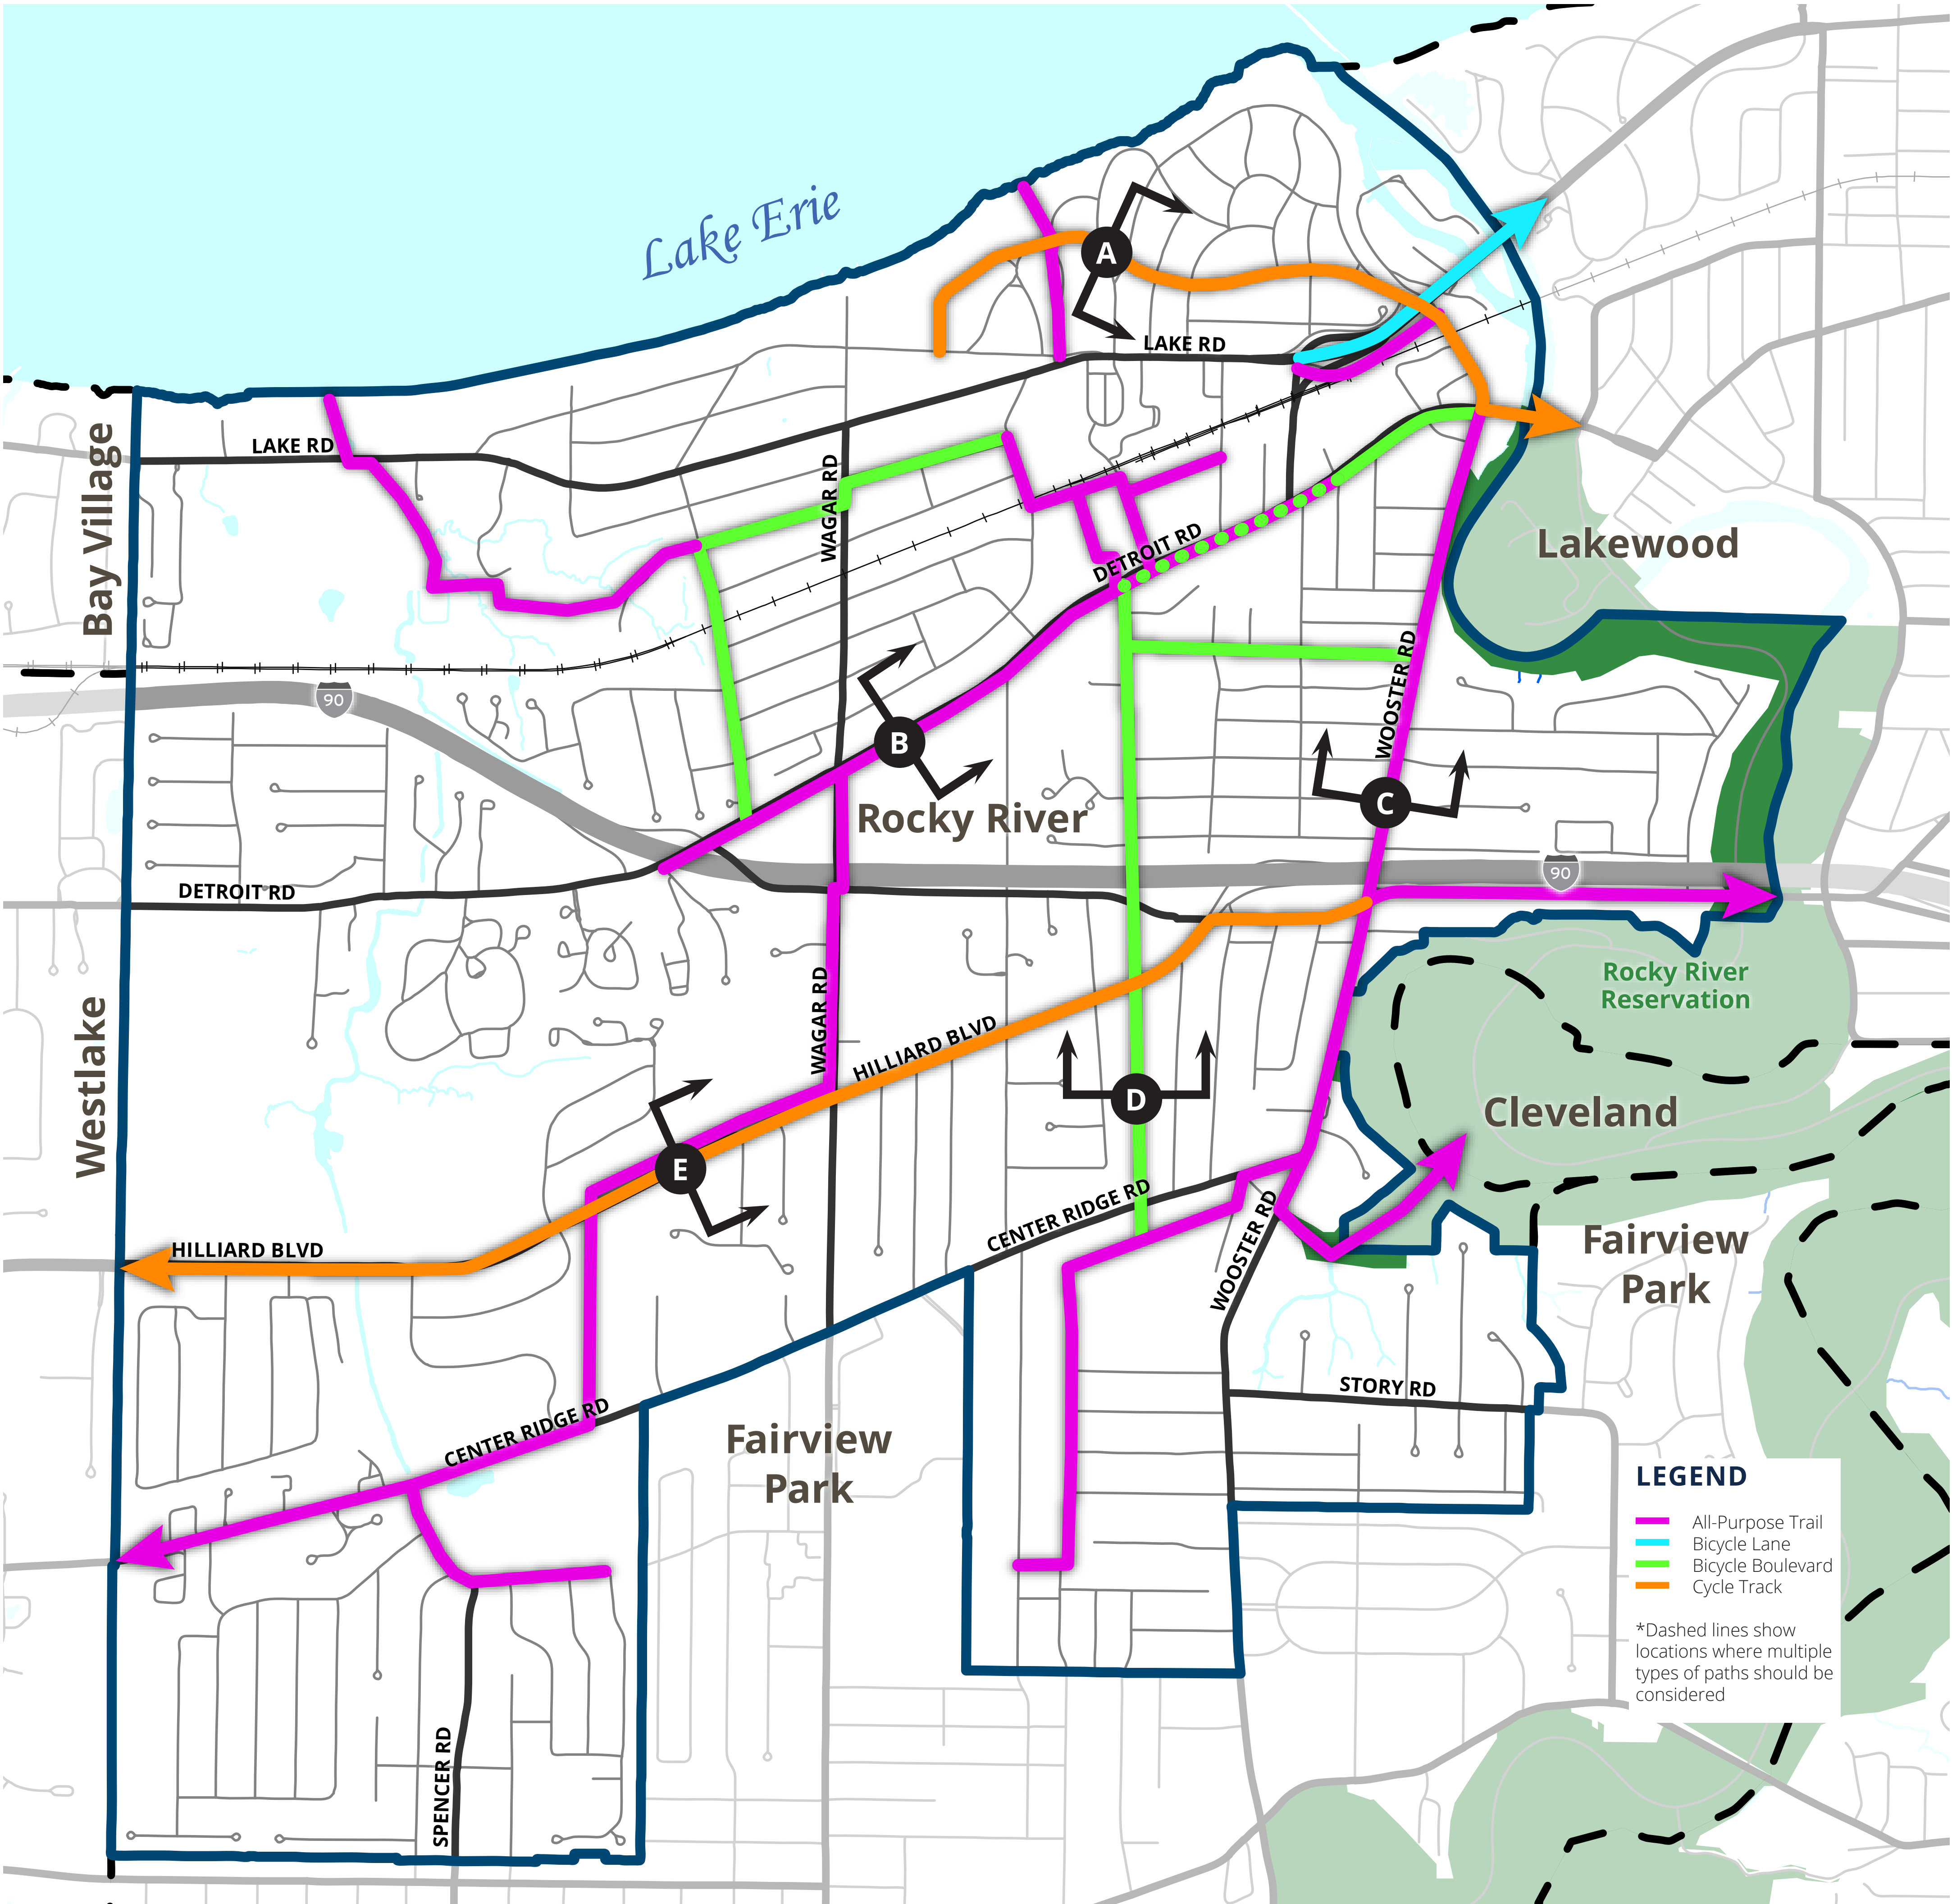 Lake Erie
A
LAKE RD
LAKE RD
Bay Village
WAGAR RD
DETROIT RD
Lakewood
WOOSTER RD
90
B
C
Rocky River
90
DETROIT RD
Rocky River
Reservation
Westlake
WAGAR RD
HILLIARD BLVD
D
Cleveland
E
CENTER RIDGE RD
WOOSTER RD
HILLIARD BLVD
Fairview
Park
STORY RD
CENTER RIDGE RD
Fairview
Park
SPENCER RD
LEGEND
All-Purpose Trail
Bicycle Lane
Bicycle Boulevard
Cycle Track
*Dashed lines show
locations where multiple
types of paths should be
considered